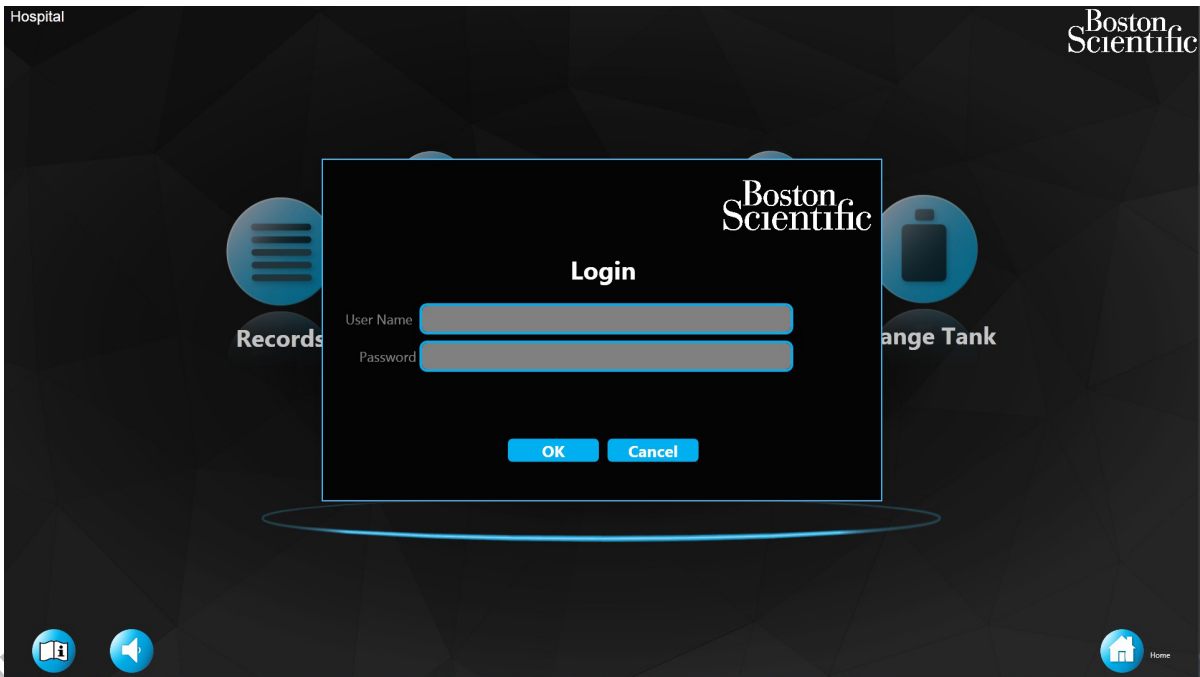 Hospital
Boston
Scientific
Boston
Scientific
Login
User Name
Password
Records
ange Tank
OK
Cancel
i
Home